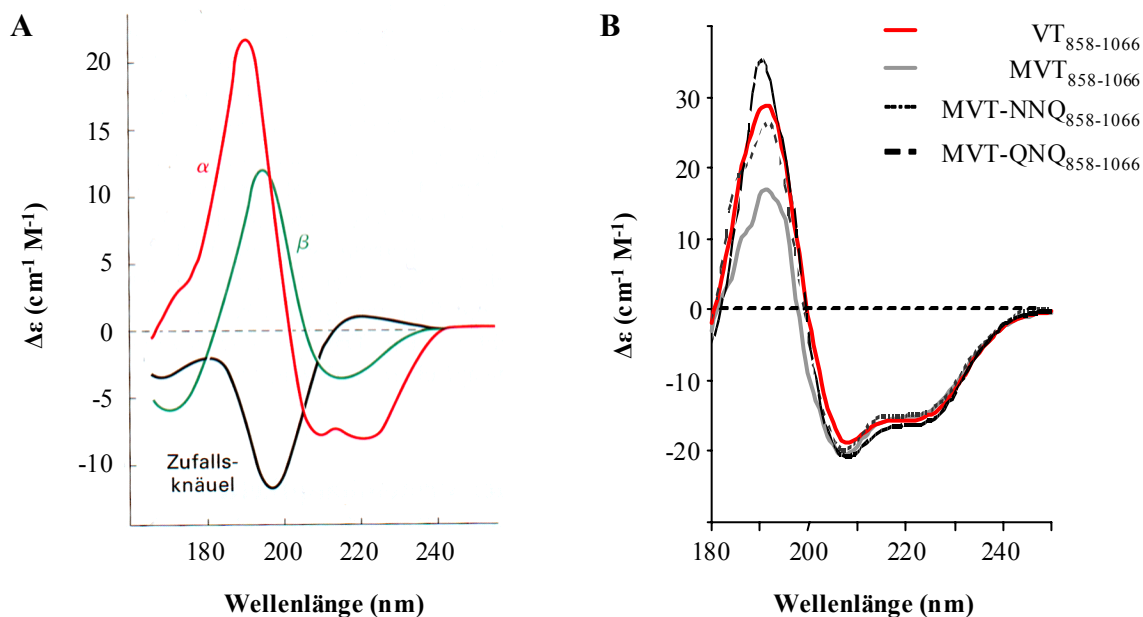 A
Δε (cm⁻¹ M⁻¹)
20
15
10
5
0
-5
-10
α
β
Zufalls-
knäuel
180
200
220
240
Wellenlänge (nm)
B
VT₈₅₈₋₁₀₆₆
MVT₈₅₈₋₁₀₆₆
MVT-NNQ₈₅₈₋₁₀₆₆
MVT-QNQ₈₅₈₋₁₀₆₆
Δε (cm⁻¹ M⁻¹)
30
20
10
0
-10
-20
180
200
220
240
Wellenlänge (nm)